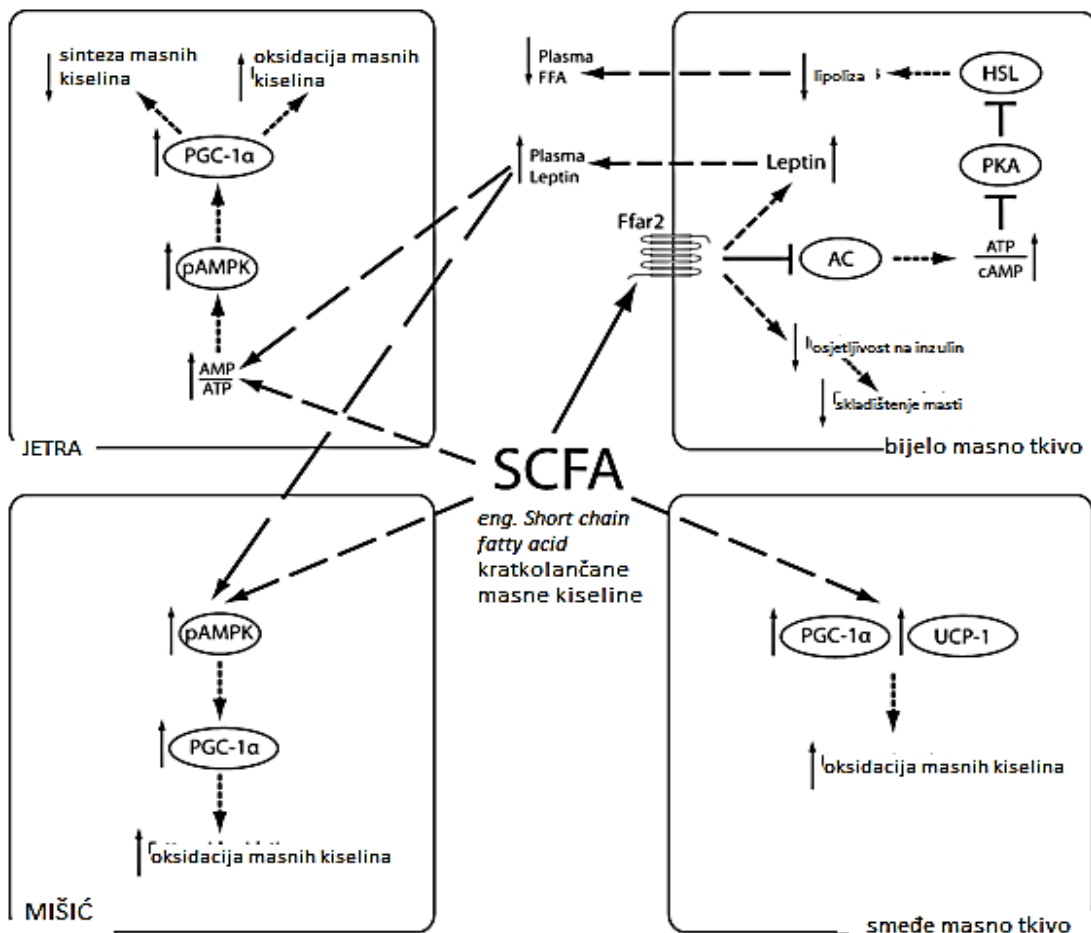 sinteza masnih
kiselina
oksidacija masnih
kiselina
PGC-1α
pAMPK
AMP
ATP
JETRA
Plasma
FFA
Plasma
Leptin
lipoliza
HSL
Leptin
PKA
Ffar2
AC
ATP
cAMP
osjetljivost na inzulin
skladištenje masti
bijelo masno tkivo
SCFA
eng. Short chain
fatty acid
kratkolančane
masne kiseline
pAMPK
PGC-1α
oksidacija masnih kiselina
MIŠIĆ
PGC-1α
UCP-1
oksidacija masnih kiselina
smeđe masno tkivo